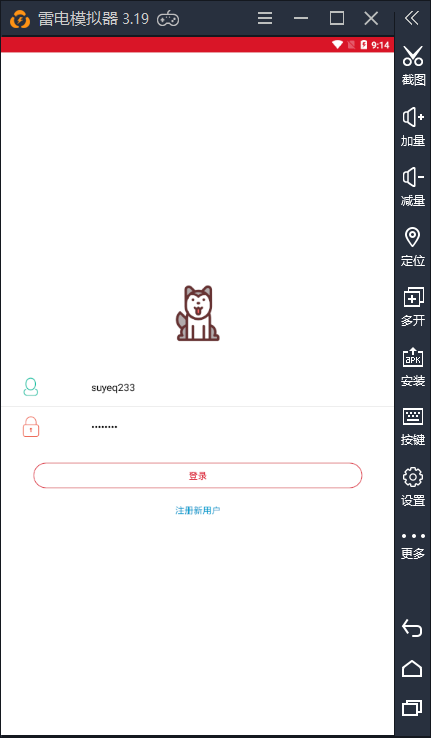 雷电模拟器 3.19
9:14
suyeq233
••••••••
登录
注册新用户
截图
加量
减量
定位
多开
APK
安装
按键
设置
更多